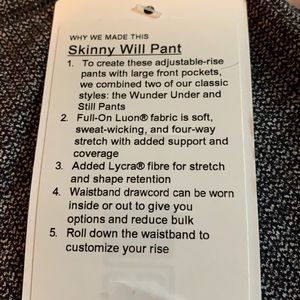 WHY WE MADE THIS
Skinny Will Pant
1. To create these adjustable-rise
pants with large front pockets,
we combined two of our classic
styles: the Wunder Under and
Still Pants
2. Full-On Luon® fabric is soft,
sweat-wicking, and four-way
stretch with added support and
coverage
3. Added Lycra® fibre for stretch
and shape retention
4. Waistband drawcord can be worn
inside or out to give you
options and reduce bulk
5. Roll down the waistband to
customize your rise